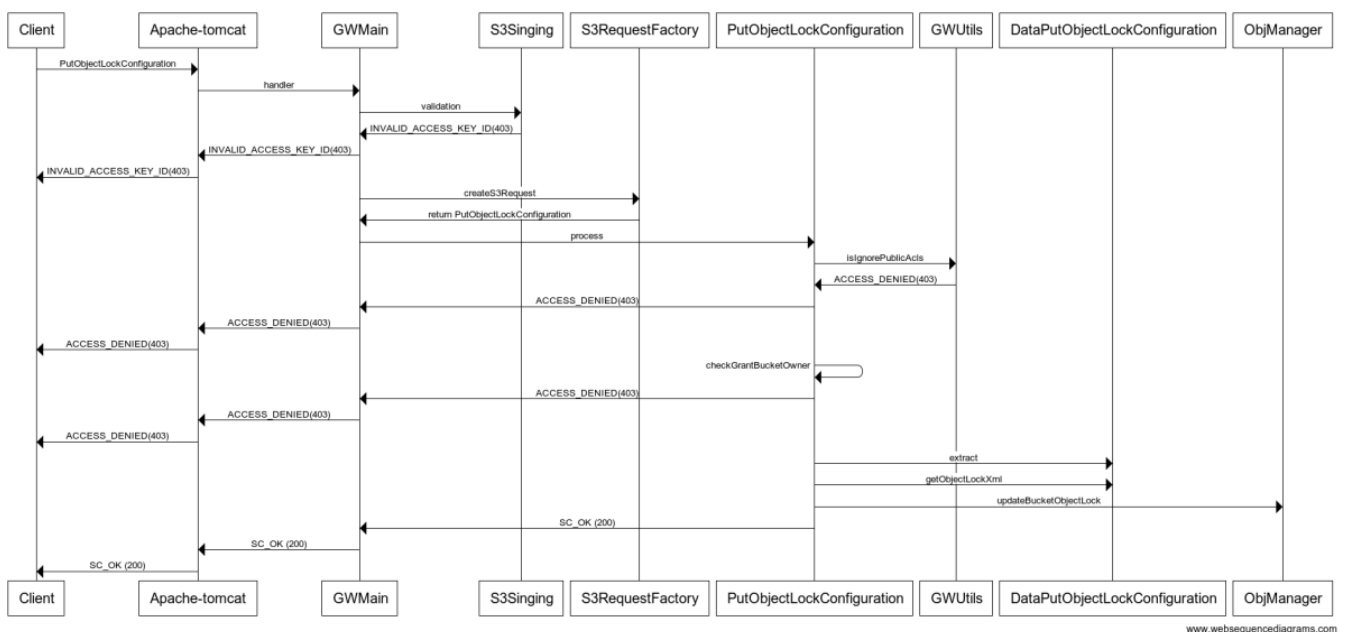 Client Apache-tomcat GWMain S3Singing S3RequestFactory PutObjectLockConfiguration GWUtils DataPutObjectLockConfiguration ObjManager
PutObjectLockConfiguration
handler
validation
INVALID_ACCESS_KEY_ID(403)
INVALID_ACCESS_KEY_ID(403)
INVALID_ACCESS_KEY_ID(403)
createS3Request
return PutObjectLockConfiguration
process
isIgnorePublicAcls
ACCESS_DENIED(403)
ACCESS_DENIED(403)
ACCESS_DENIED(403)
ACCESS_DENIED(403)
checkGrantBucketOwner
ACCESS_DENIED(403)
ACCESS_DENIED(403)
ACCESS_DENIED(403)
extract
getObjectLockXml
updateBucketObjectLock
SC_OK (200)
SC_OK (200)
SC_OK (200)
Client Apache-tomcat GWMain S3Singing S3RequestFactory PutObjectLockConfiguration GWUtils DataPutObjectLockConfiguration ObjManager
www.websequencediagrams.com